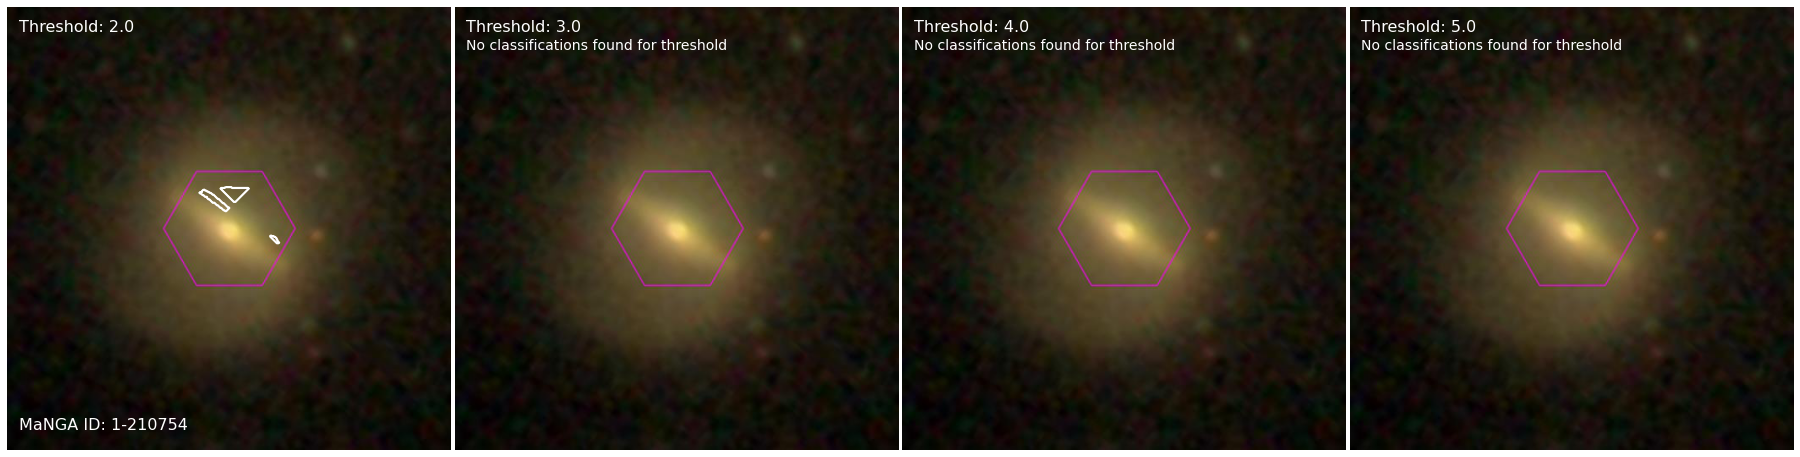 Threshold: 2.0
MaNGA ID: 1-210754
Threshold: 3.0
No classifications found for threshold
Threshold: 4.0
No classifications found for threshold
Threshold: 5.0
No classifications found for threshold